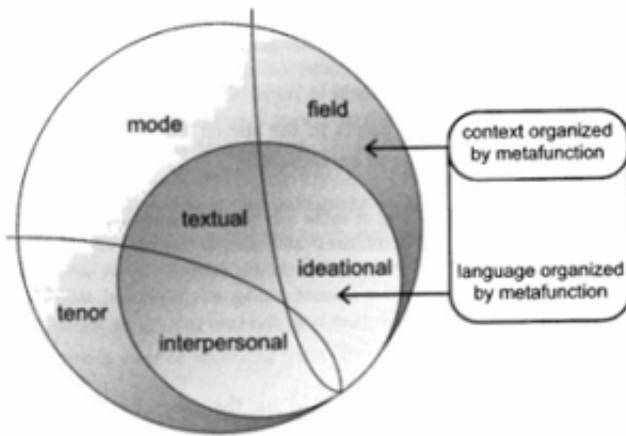 field
mode
context organized
by metafunction
textual
ideational
language organized
by metafunction
tenor
interpersonal